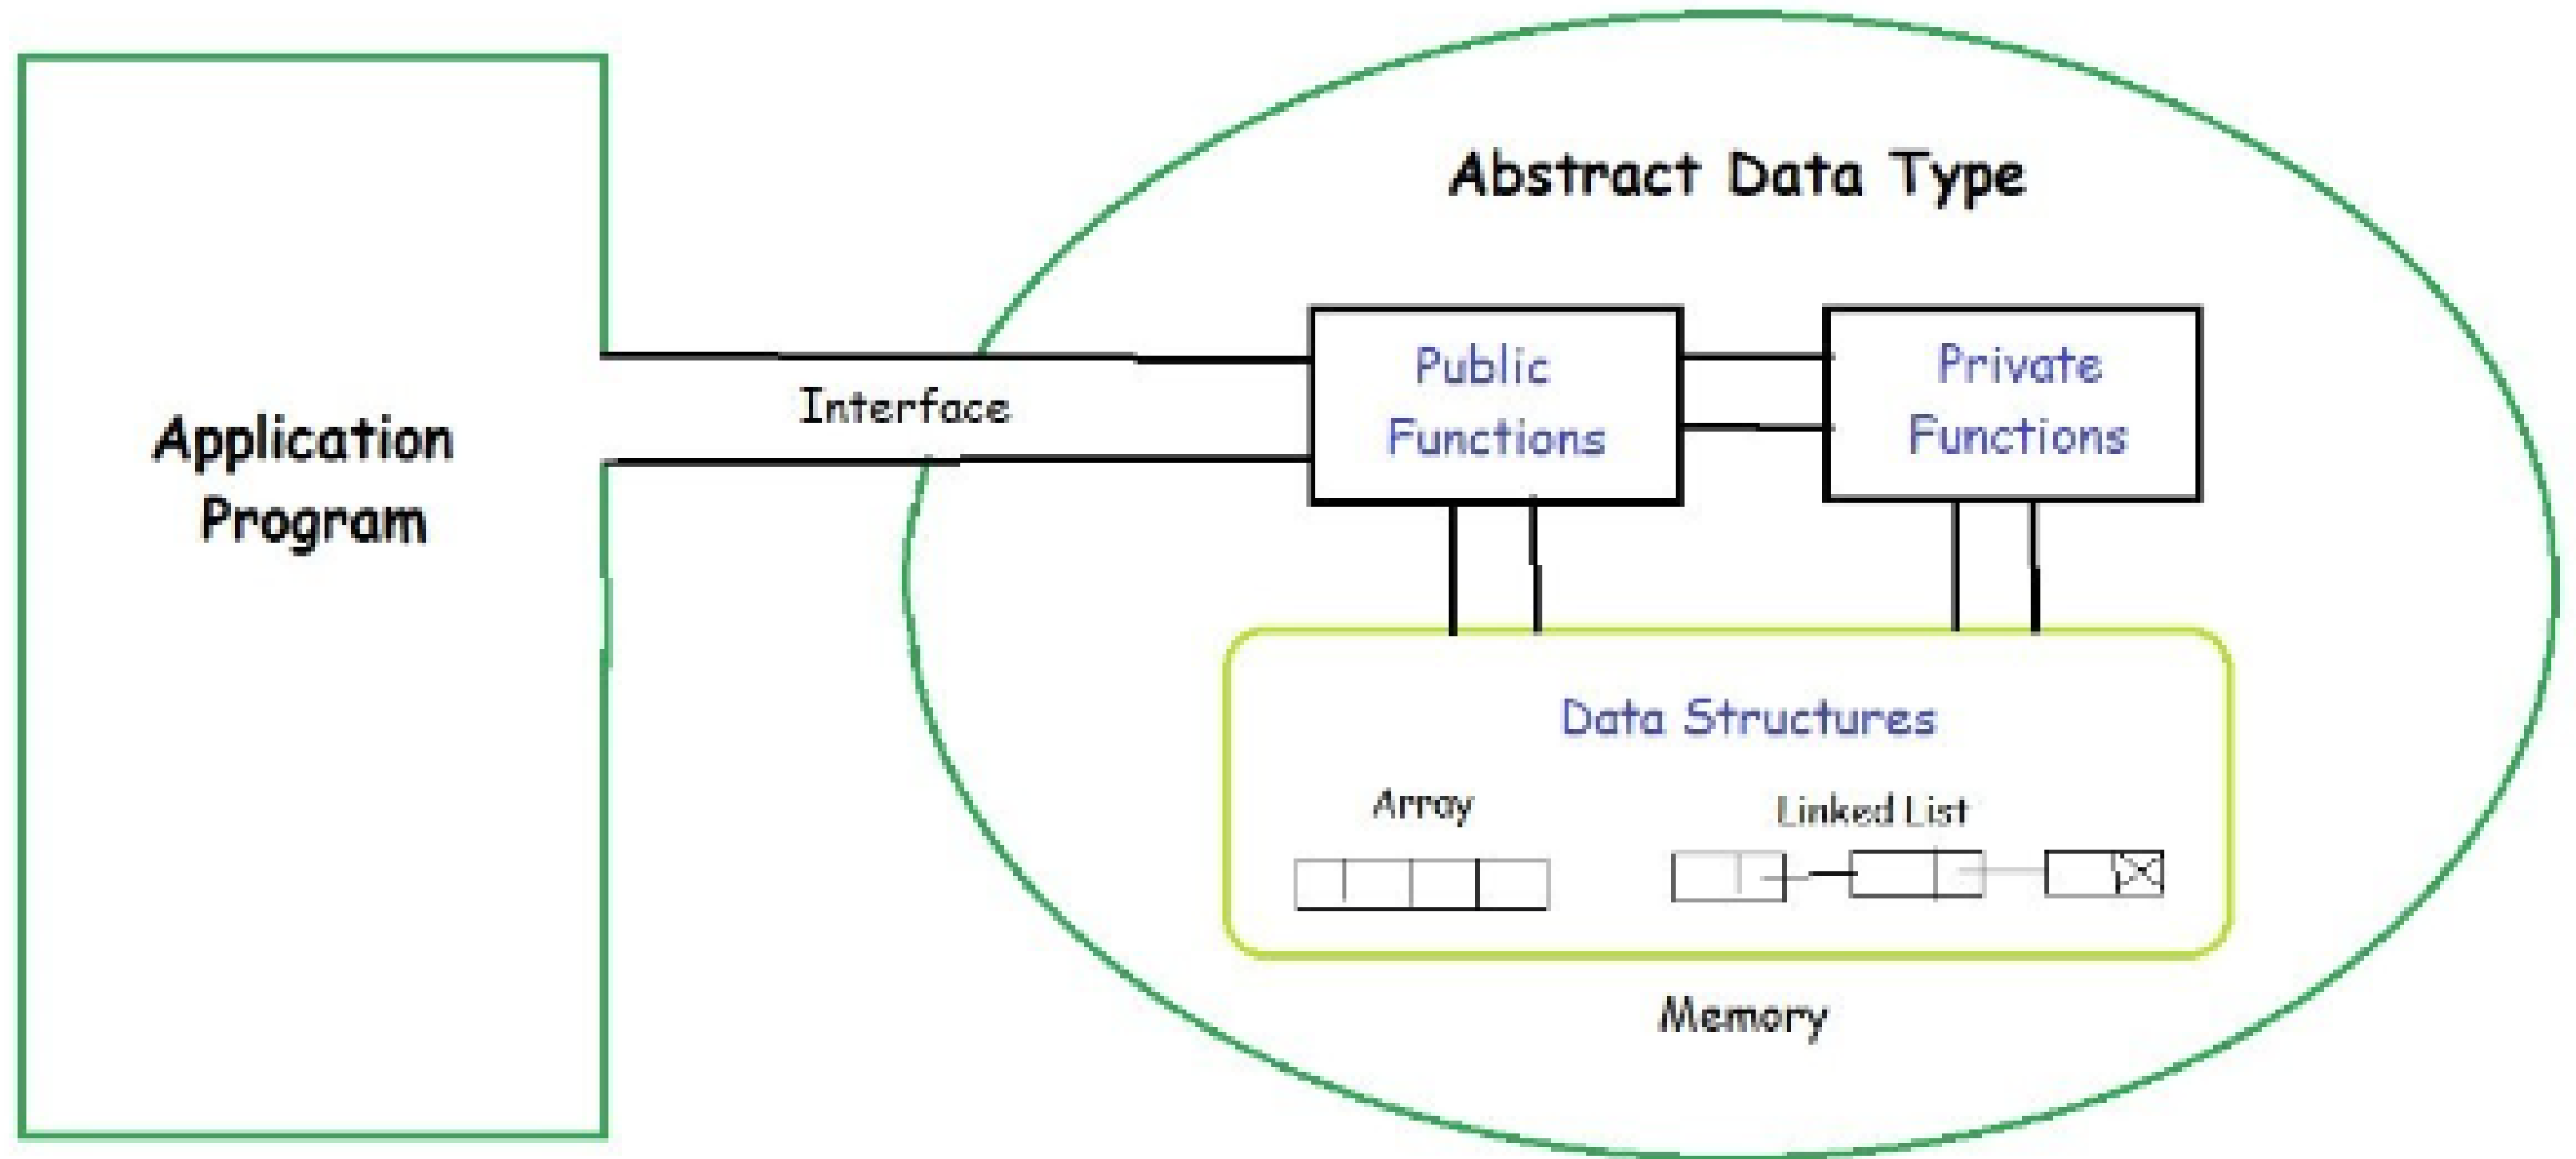 Abstract Data Type
Application
Program
Interface
Public
Functions
Private
Functions
Data Structures
Array
Linked List
Memory